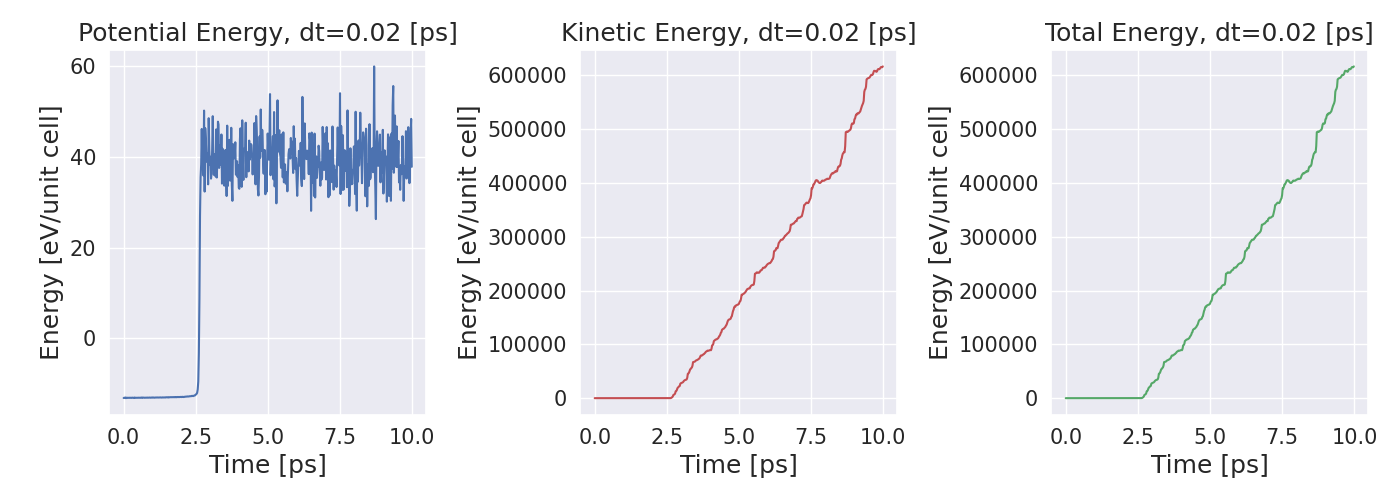 Potential Energy, dt=0.02 [ps]
Energy [eV/unit cell]
60
40
20
0
0.0 2.5 5.0 7.5 10.0
Time [ps]
Kinetic Energy, dt=0.02 [ps]
Energy [eV/unit cell]
600000
500000
400000
300000
200000
100000
0
0.0 2.5 5.0 7.5 10.0
Time [ps]
Total Energy, dt=0.02 [ps]
Energy [eV/unit cell]
600000
500000
400000
300000
200000
100000
0
0.0 2.5 5.0 7.5 10.0
Time [ps]